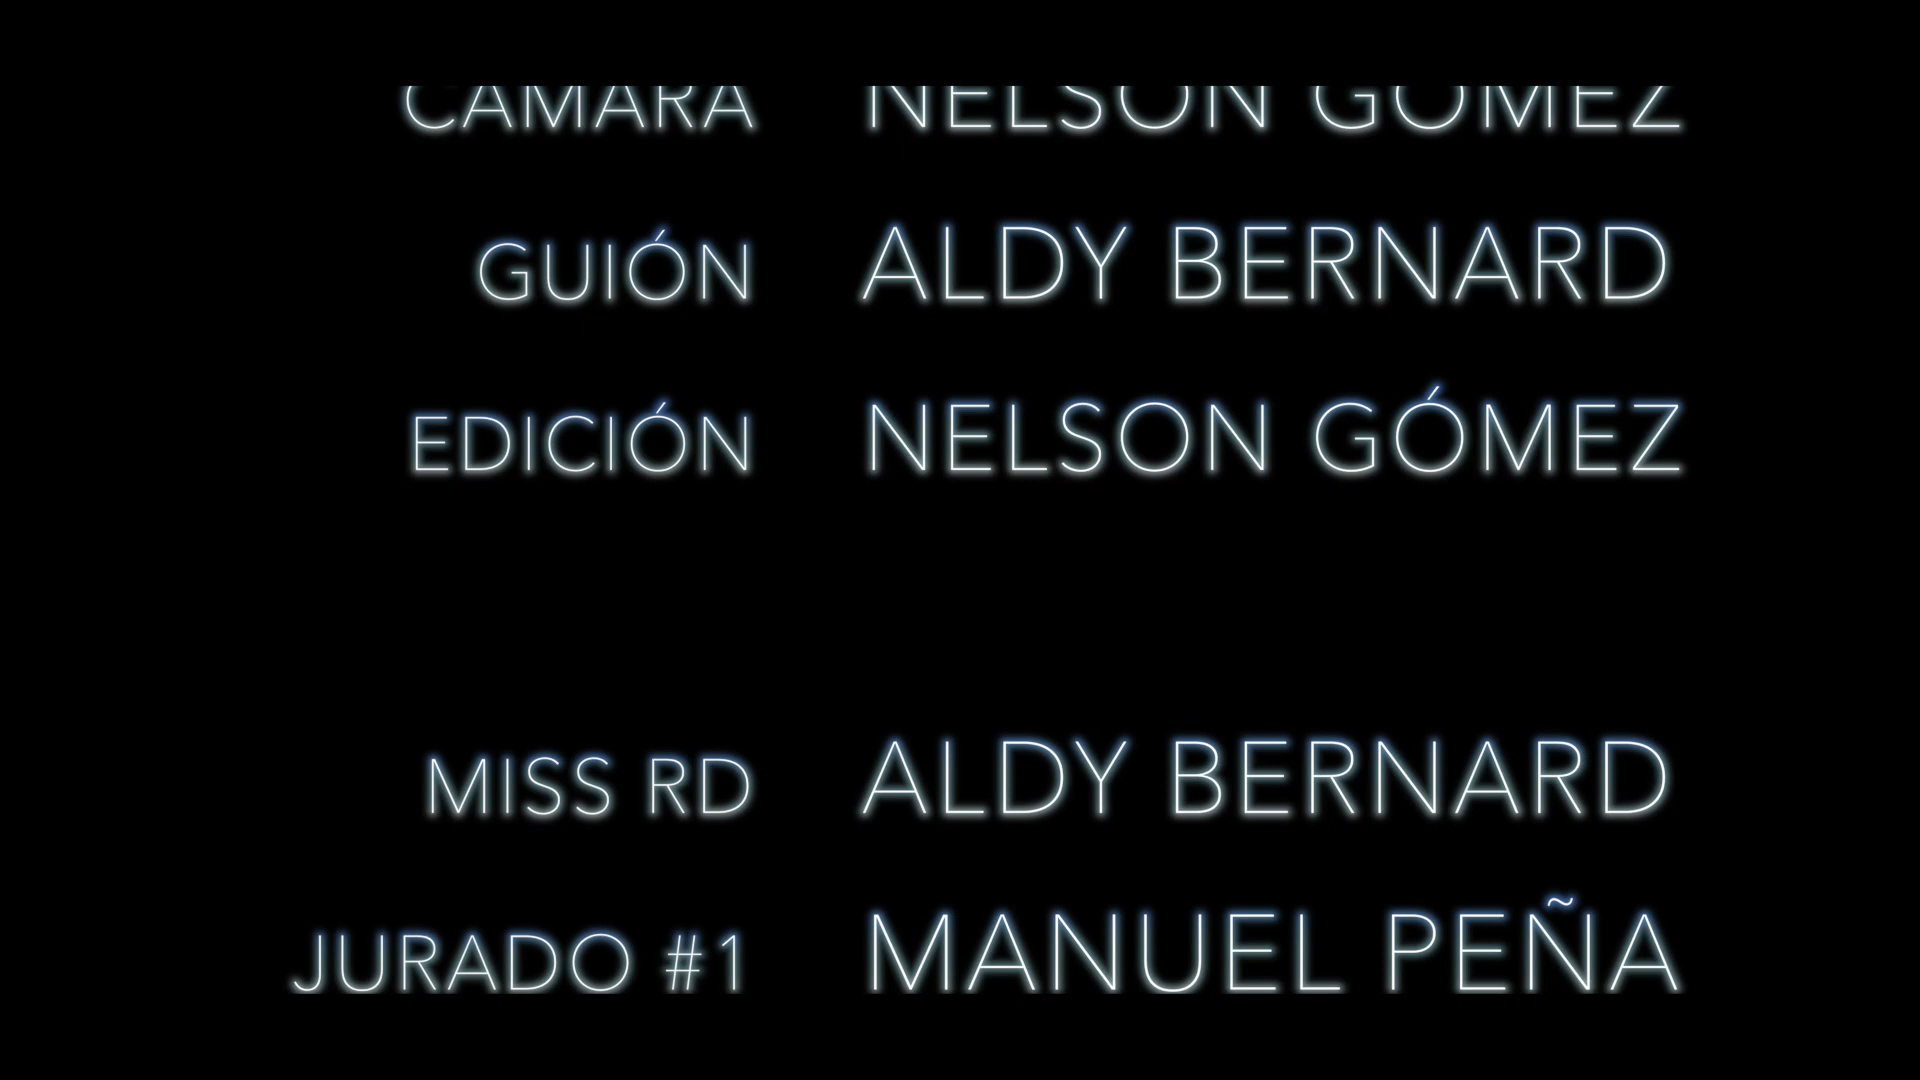 CÁMARA NELSON GÓMEZ
GUIÓN ALDY BERNARD
EDICIÓN NELSON GÓMEZ
MISS RD ALDY BERNARD
JURADO #1 MANUEL PEÑA